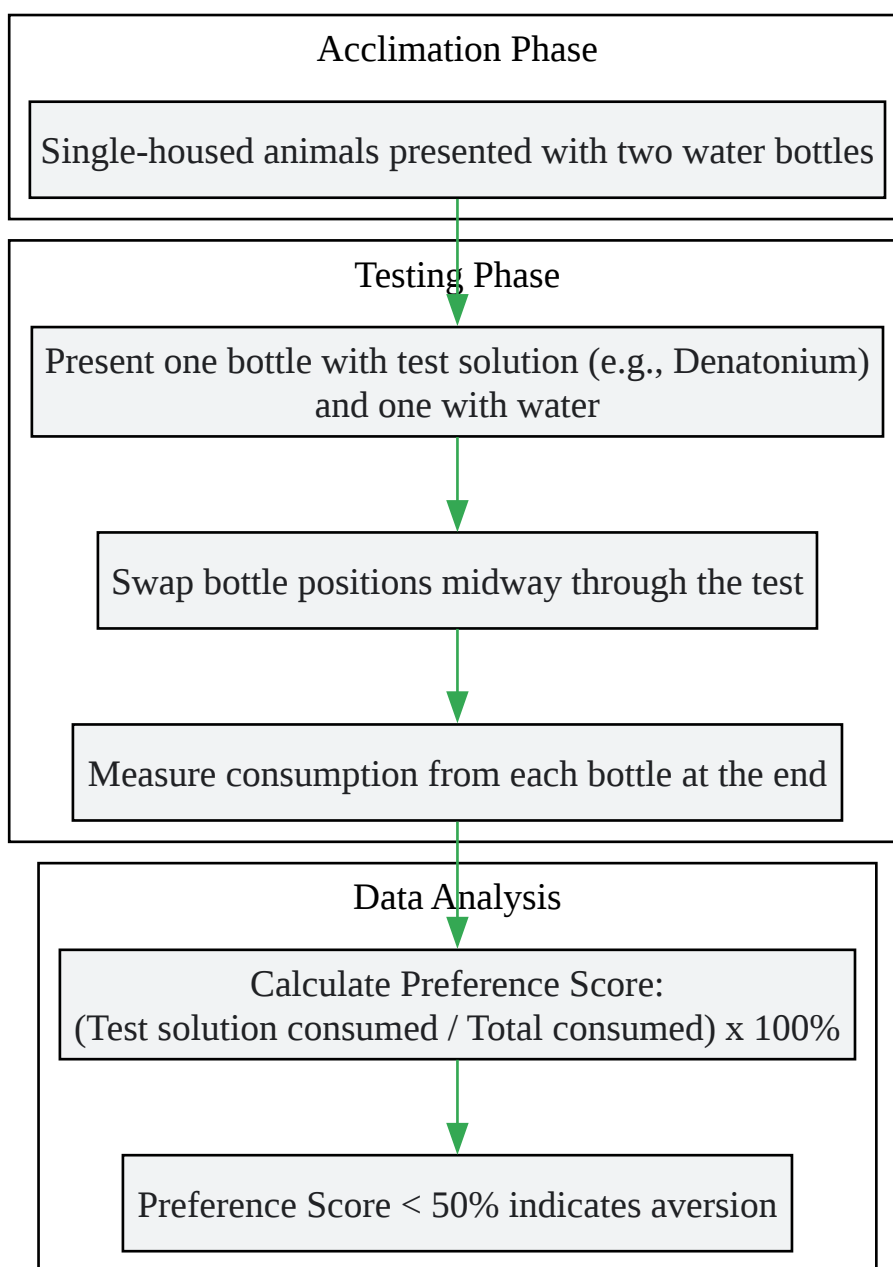 Acclimation Phase
Single-housed animals presented with two water bottles
Testing Phase
Present one bottle with test solution (e.g., Denatonium)
and one with water
Swap bottle positions midway through the test
Measure consumption from each bottle at the end
Data Analysis
Calculate Preference Score:
(Test solution consumed / Total consumed) x 100%
Preference Score < 50% indicates aversion